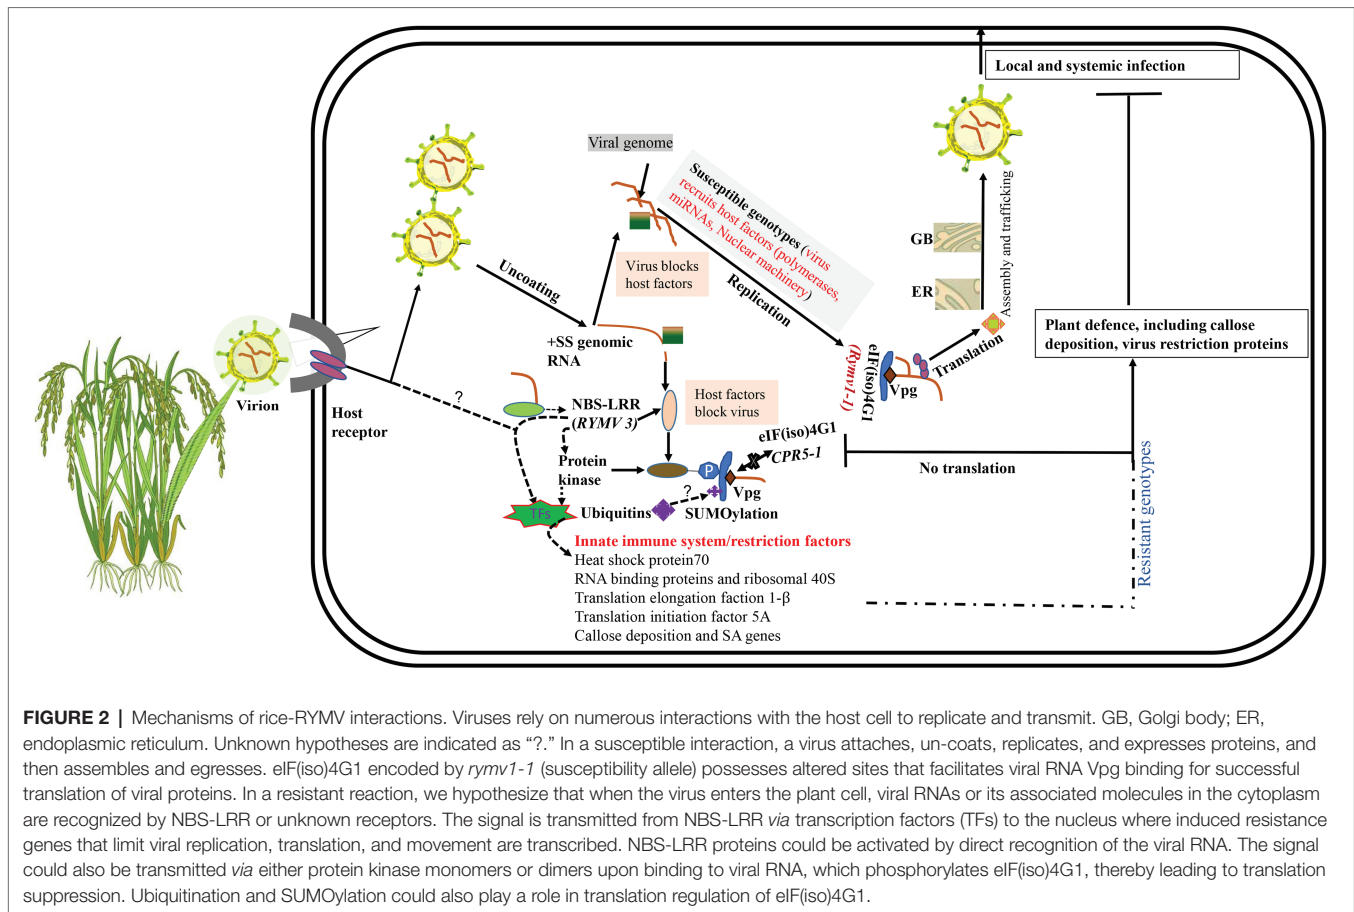 Local and systemic infection
Viral genome
Susceptible genotypes (virus
recruits host factors (polymerases,
miRNAs, Nuclear machinery)
Replication
Uncoating
Virus blocks
host factors
GB
ER
Assembly and trafficking
+SS genomic
RNA
Plant defence, including callose
deposition, virus restriction proteins
Translation
eIF(iso)4G1
(Rymv1-1)
Vpg
Virion
Host
receptor
?
NBS-LRR
(RYMV 3)
Host factors
block virus
eIF(iso)4G1
CPR5-1
No translation
Protein
kinase
P
Vpg
?
TFs
Ubiquitins
SUMOylation
Resistant genotypes
Innate immune system/restriction factors
Heat shock protein70
RNA binding proteins and ribosomal 40S
Translation elongation faction 1-β
Translation initiation factor 5A
Callose deposition and SA genes
FIGURE 2 | Mechanisms of rice-RYMV interactions. Viruses rely on numerous interactions with the host cell to replicate and transmit. GB, Golgi body; ER,
endoplasmic reticulum. Unknown hypotheses are indicated as “?.” In a susceptible interaction, a virus attaches, un-coats, replicates, and expresses proteins, and
then assembles and egresses. eIF(iso)4G1 encoded by rymv1-1 (susceptibility allele) possesses altered sites that facilitates viral RNA Vpg binding for successful
translation of viral proteins. In a resistant reaction, we hypothesize that when the virus enters the plant cell, viral RNAs or its associated molecules in the cytoplasm
are recognized by NBS-LRR or unknown receptors. The signal is transmitted from NBS-LRR via transcription factors (TFs) to the nucleus where induced resistance
genes that limit viral replication, translation, and movement are transcribed. NBS-LRR proteins could be activated by direct recognition of the viral RNA. The signal
could also be transmitted via either protein kinase monomers or dimers upon binding to viral RNA, which phosphorylates eIF(iso)4G1, thereby leading to translation
suppression. Ubiquitination and SUMOylation could also play a role in translation regulation of eIF(iso)4G1.